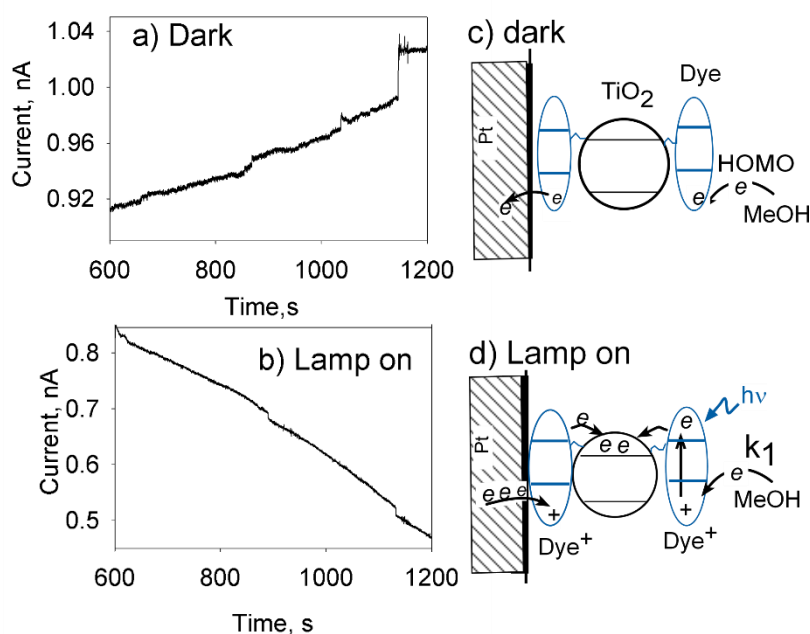 a) Dark
1.04
1.00
0.96
0.92
Current, nA
600
800
1000
1200
Time,s
b) Lamp on
0.8
0.7
0.6
0.5
Current, nA
600
800
1000
1200
Time, s
c) dark
Pt
TiO₂
Dye
HOMO
e
e
e
e
MeOH
d) Lamp on
Pt
hν
e
e
e
e e
k₁
e
e e e
MeOH
+
+
Dye⁺
Dye⁺